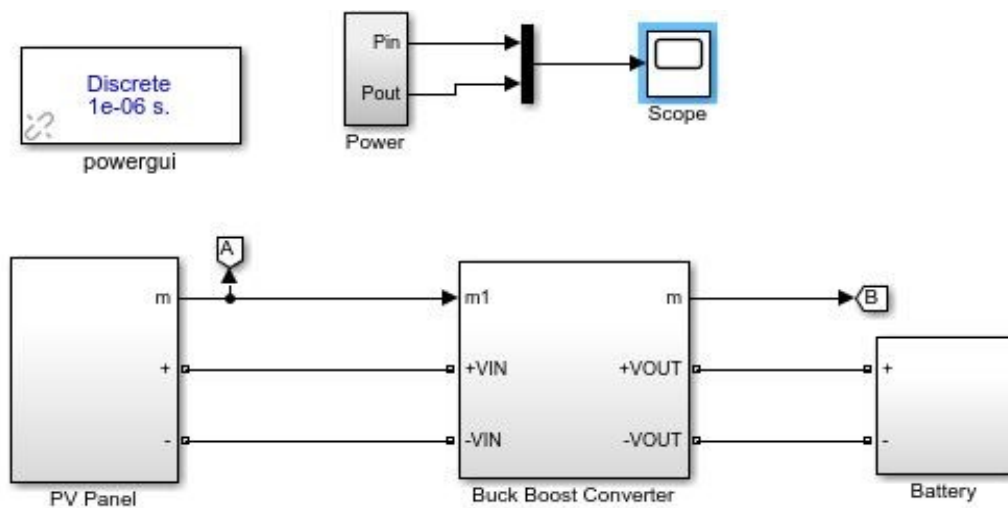 Discrete
1e-06 s.
powergui
Pin
Pout
Power
Scope
A
m
+
-
PV Panel
m1
+VIN
-VIN
m
+VOUT
-VOUT
Buck Boost Converter
B
+
-
Battery